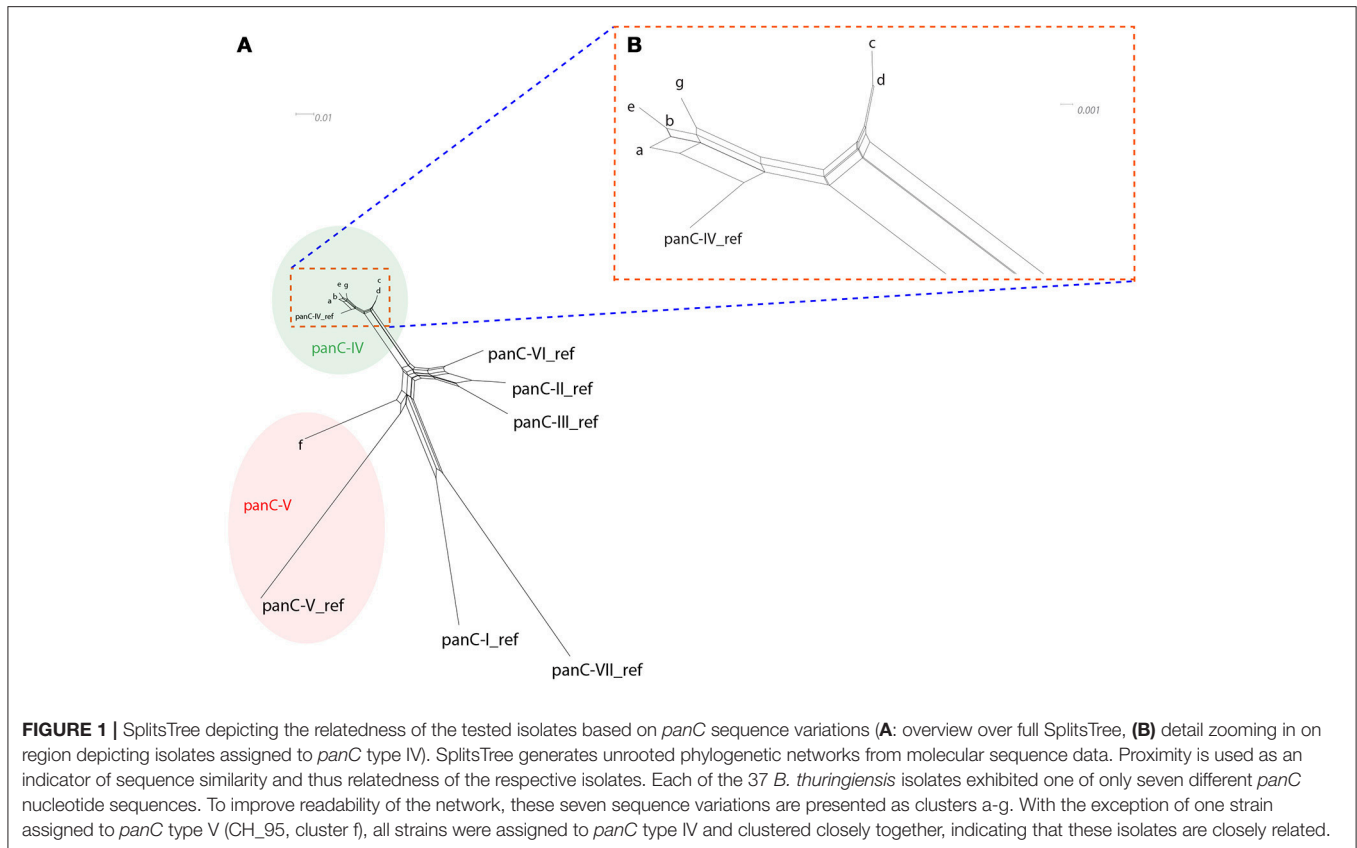 A
B
c
d
g
e
b
a
0.001
0.01
panC-IV_ref
e g
c
b
d
a
panC-IV_ref
panC-IV
panC-VI_ref
panC-II_ref
panC-III_ref
f
panC-V
panC-V_ref
panC-I_ref
panC-VII_ref
FIGURE 1 | SplitsTree depicting the relatedness of the tested isolates based on panC sequence variations (A: overview over full SplitsTree, (B) detail zooming in on
region depicting isolates assigned to panC type IV). SplitsTree generates unrooted phylogenetic networks from molecular sequence data. Proximity is used as an
indicator of sequence similarity and thus relatedness of the respective isolates. Each of the 37 B. thuringiensis isolates exhibited one of only seven different panC
nucleotide sequences. To improve readability of the network, these seven sequence variations are presented as clusters a-g. With the exception of one strain
assigned to panC type V (CH_95, cluster f), all strains were assigned to panC type IV and clustered closely together, indicating that these isolates are closely related.